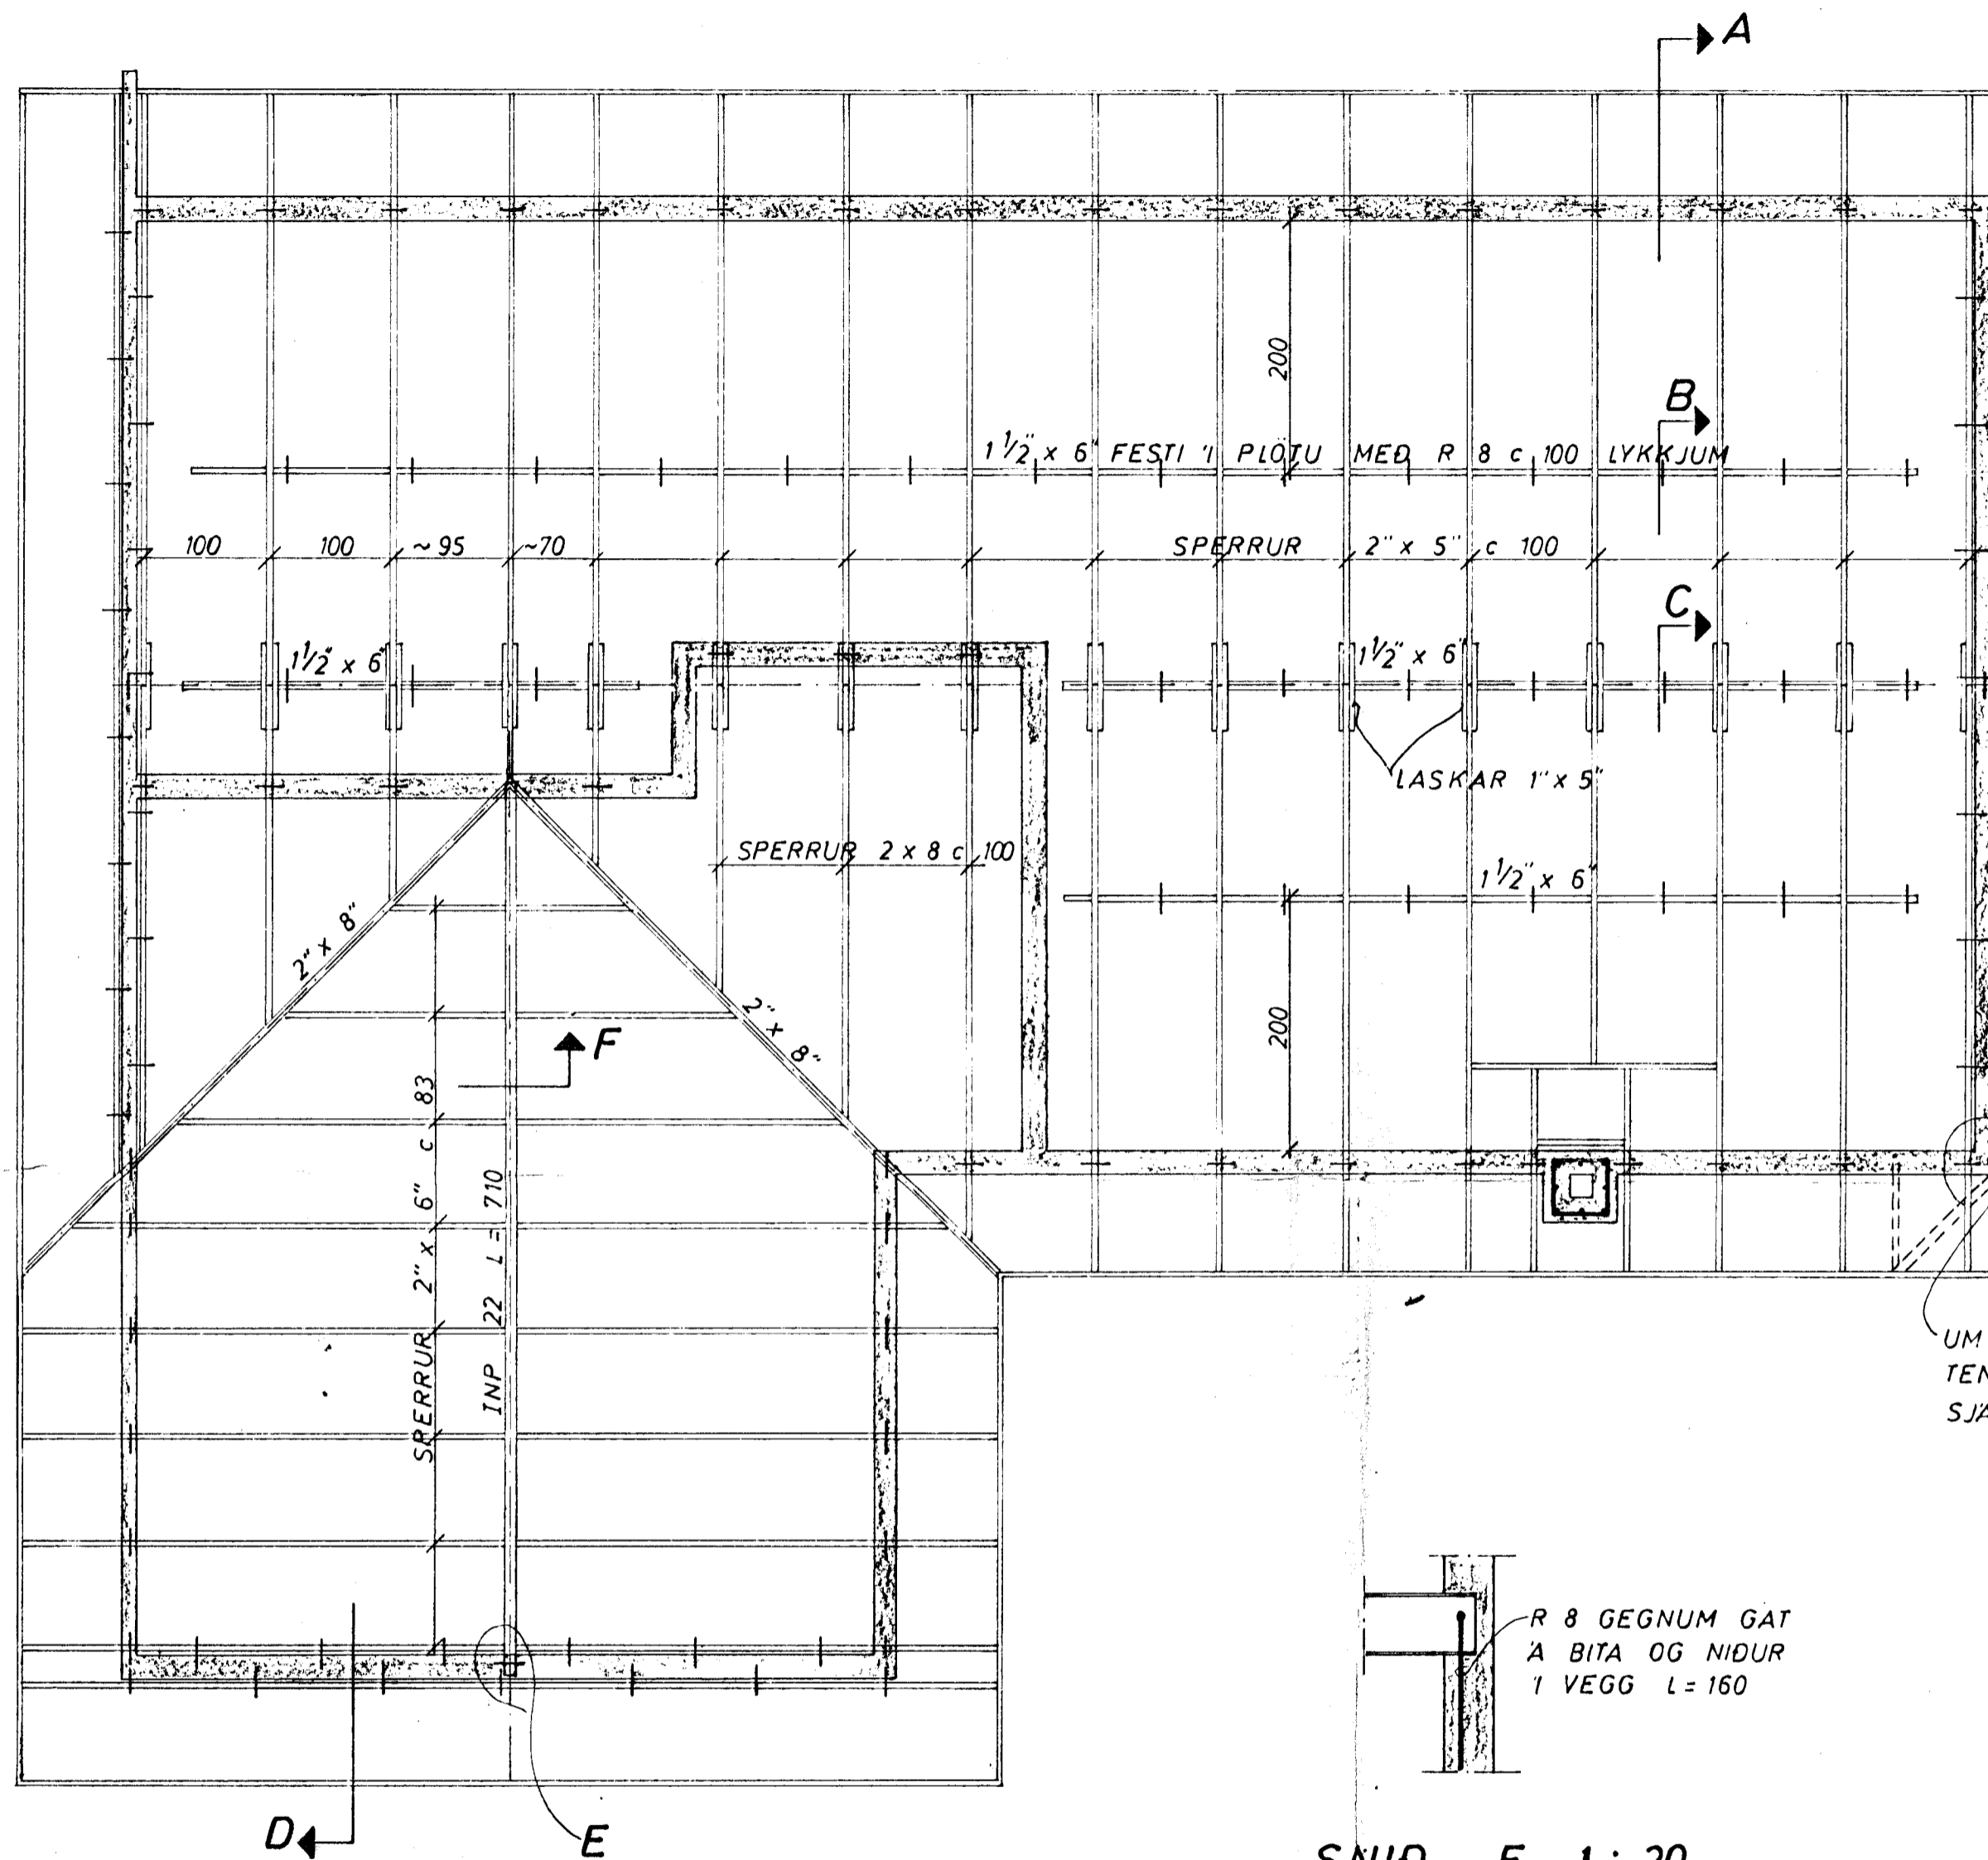 A
200
B
1 1/2" x 6" FESTI Í PLÖTU MEÐ R 8 c 100 LYKKJUM
100 100 ~95 ~70 SPERRUR 2" x 5" c 100
C
1 1/2" x 6"
1 1/2" x 6"
LASKAR 1" x 5"
SPERRUR 2 x 8 c 100
1 1/2" x 6"
2" x 8"
2" x 8"
F
200
SPERRUR 2" x 6" c 83
INP 22 L = 710
UM
TEN
SJÁ
R 8 GEGNUM GAT
Á BITA OG NIÐUR
Í VEGG L = 160
D
E
SNIÐ E 1 : 20